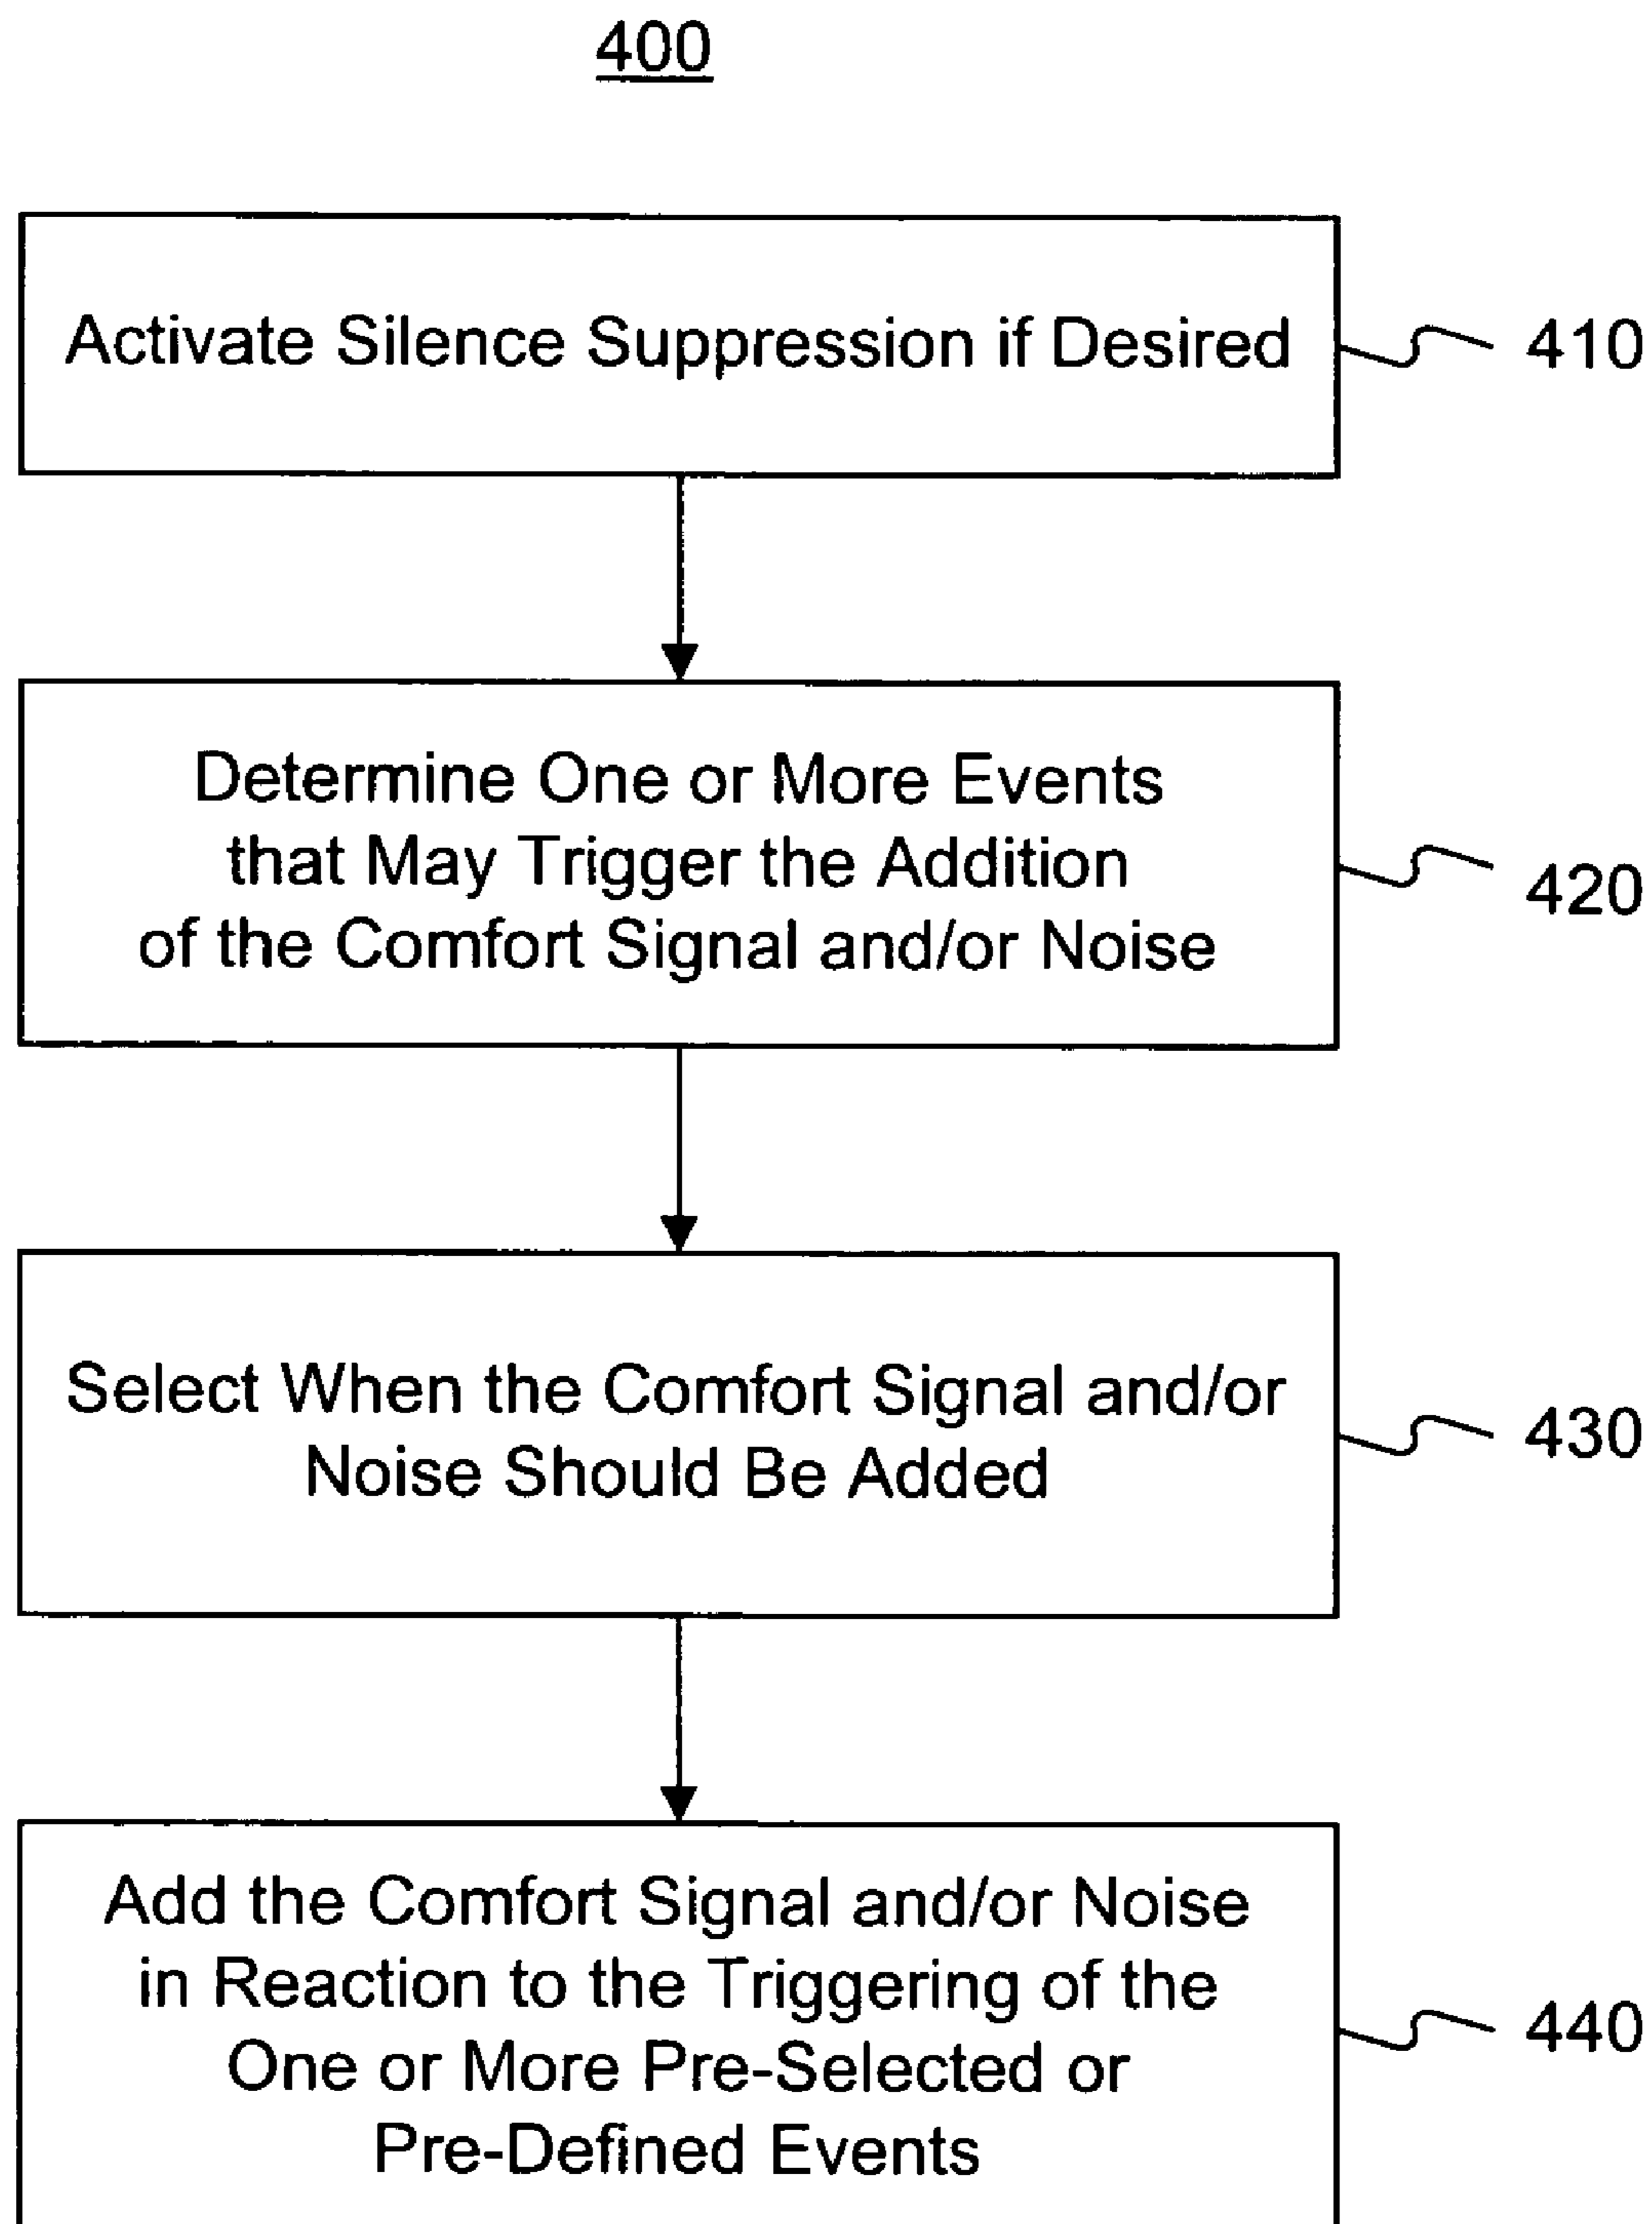 400
Activate Silence Suppression if Desired
410
Determine One or More Events
that May Trigger the Addition
of the Comfort Signal and/or Noise
420
Select When the Comfort Signal and/or
Noise Should Be Added
430
Add the Comfort Signal and/or Noise
in Reaction to the Triggering of the
One or More Pre-Selected or
Pre-Defined Events
440